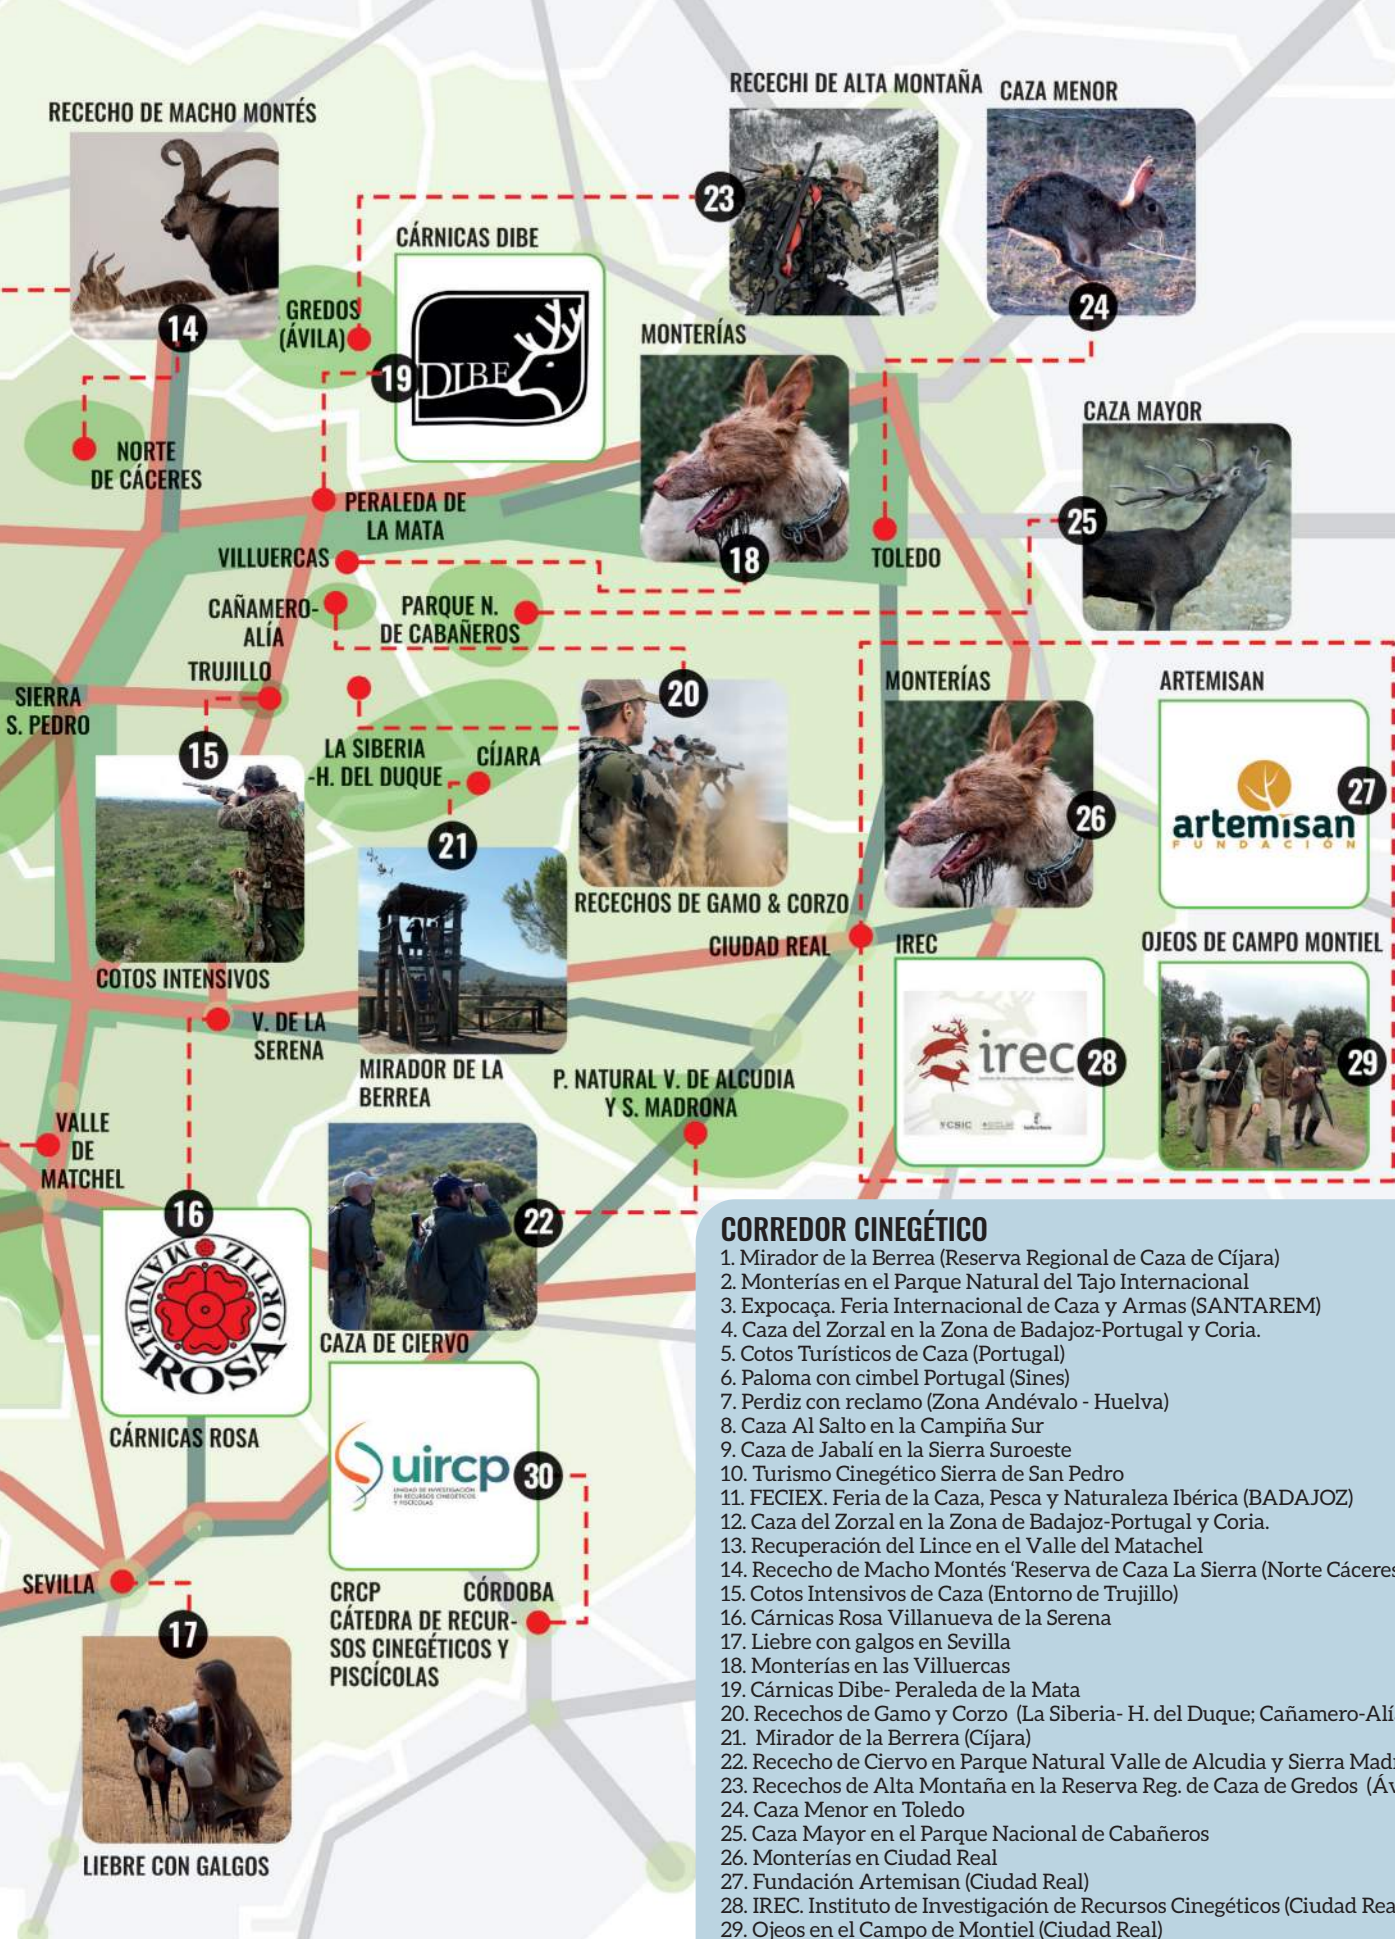 RECECHO DE MACHO MONTÉS
RECECHI DE ALTA MONTAÑA
CAZA MENOR
14
23
24
CÁRNICAS DIBE
GREDOS
(ÁVILA)
19
DIBE
MONTERÍAS
18
CAZA MAYOR
25
NORTE
DE CÁCERES
PERALEDA DE
LA MATA
VILLUERCAS
TOLEDO
CAÑAMERO-
ALÍA
PARQUE N.
DE CABAÑEROS
TRUJILLO
SIERRA
S. PEDRO
15
COTOS INTENSIVOS
LA SIBERIA
-H. DEL DUQUE
CÍJARA
21
20
RECECHOS DE GAMO & CORZO
MONTERÍAS
26
ARTEMISAN
artemisan
FUNDACIÓN
27
CIUDAD REAL
IREC
irec
CSIC
28
OJEOS DE CAMPO MONTIEL
29
V. DE LA
SERENA
MIRADOR DE LA
BERREA
P. NATURAL V. DE ALCUDIA
Y S. MADRONA
VALLE
DE
MATCHEL
16
MANUEL ORTIZ
ROSA
CÁRNICAS ROSA
22
CAZA DE CIERVO
uircp
UNIDAD DE INVESTIGACIÓN
EN RECURSOS CINEGÉTICOS
Y PISCÍCOLAS
30
CRCP
CÁTEDRA DE RECUR-
SOS CINEGÉTICOS Y
PISCÍCOLAS
CÓRDOBA
SEVILLA
17
LIEBRE CON GALGOS
CORREDOR CINEGÉTICO
1. Mirador de la Berrea (Reserva Regional de Caza de Cíjara)
2. Monterías en el Parque Natural del Tajo Internacional
3. Expocaça. Feria Internacional de Caza y Armas (SANTAREM)
4. Caza del Zorzal en la Zona de Badajoz-Portugal y Coria.
5. Cotos Turísticos de Caza (Portugal)
6. Paloma con cimbel Portugal (Sines)
7. Perdiz con reclamo (Zona Andévalo - Huelva)
8. Caza Al Salto en la Campiña Sur
9. Caza de Jabalí en la Sierra Suroeste
10. Turismo Cinegético Sierra de San Pedro
11. FECIEX. Feria de la Caza, Pesca y Naturaleza Ibérica (BADAJOZ)
12. Caza del Zorzal en la Zona de Badajoz-Portugal y Coria.
13. Recuperación del Lince en el Valle del Matachel
14. Rececho de Macho Montés ‘Reserva de Caza La Sierra (Norte Cáceres
15. Cotos Intensivos de Caza (Entorno de Trujillo)
16. Cárnicas Rosa Villanueva de la Serena
17. Liebre con galgos en Sevilla
18. Monterías en las Villuercas
19. Cárnicas Dibe- Peraleda de la Mata
20. Recechos de Gamo y Corzo (La Siberia- H. del Duque; Cañamero-Alí
21. Mirador de la Berrera (Cíjara)
22. Rececho de Ciervo en Parque Natural Valle de Alcudia y Sierra Mad
23. Recechos de Alta Montaña en la Reserva Reg. de Caza de Gredos (Áv
24. Caza Menor en Toledo
25. Caza Mayor en el Parque Nacional de Cabañeros
26. Monterías en Ciudad Real
27. Fundación Artemisan (Ciudad Real)
28. IREC. Instituto de Investigación de Recursos Cinegéticos (Ciudad Rea
29. Ojeos en el Campo de Montiel (Ciudad Real)